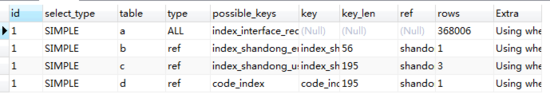 id select_type table type possible_keys key key_len ref rows Extra
1 SIMPLE a ALL index_interface_rec (Null) (Null) (Null) 368006 Using whe
1 SIMPLE b ref index_shandong_en index_sh 56 shando 1 Using whe
1 SIMPLE c ref index_shandong_us index_sh 195 shando 3 Using whe
1 SIMPLE d ref code_index code_inc 195 shando 1 Using whe